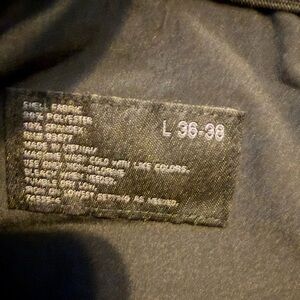 SHELL FABRIC
90% POLYESTER
10% SPANDEX
L 36-38
MADE IN VIETNAM
MACHINE WASH COLD WITH LIKE COLORS.
USE ONLY NON-CHLORINE
BLEACH WHEN NEEDED.
TUMBLE DRY LOW.